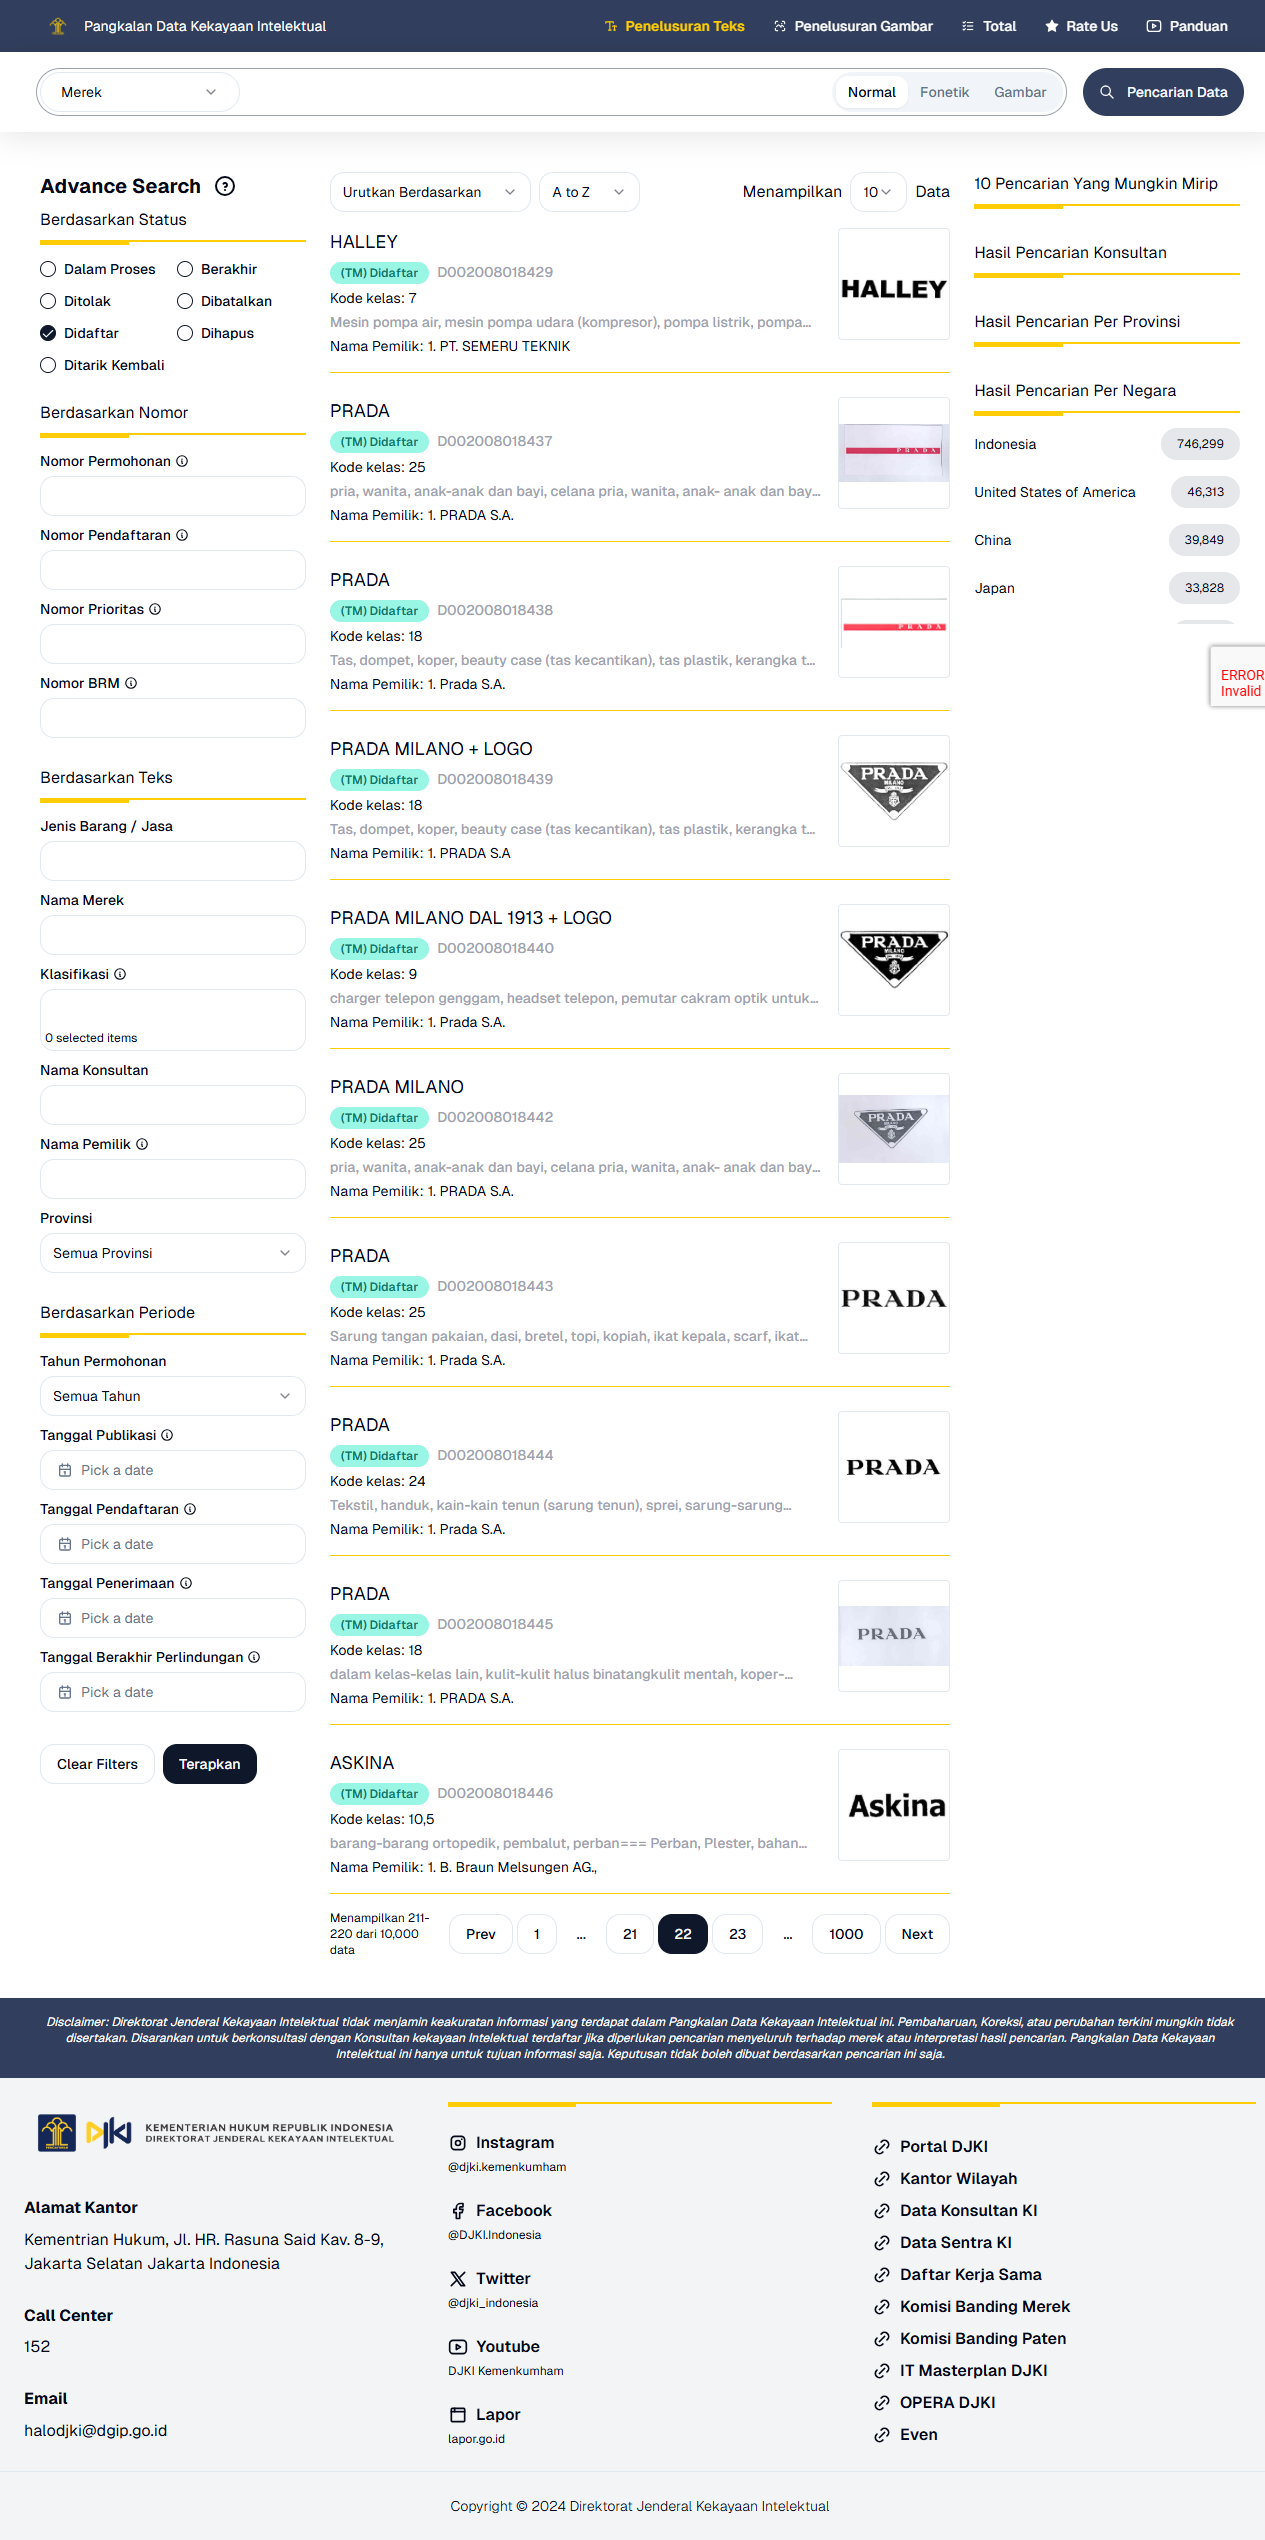 Pangkalan Data Kekayaan Intelektual
Penelusuran Teks
Penelusuran Gambar
Total
Rate Us
Panduan
Merek
Normal
Fonetik
Gambar
Pencarian Data
Advance Search
Berdasarkan Status
Dalam Proses
Berakhir
Ditolak
Dibatalkan
Didaftar
Dihapus
Ditarik Kembali
Berdasarkan Nomor
Nomor Permohonan
Nomor Pendaftaran
Nomor Prioritas
Nomor BRM
Berdasarkan Teks
Jenis Barang / Jasa
Nama Merek
Klasifikasi
0 selected items
Nama Konsultan
Nama Pemilik
Provinsi
Semua Provinsi
Berdasarkan Periode
Tahun Permohonan
Semua Tahun
Tanggal Publikasi
Pick a date
Tanggal Pendaftaran
Pick a date
Tanggal Penerimaan
Pick a date
Tanggal Berakhir Perlindungan
Pick a date
Clear Filters
Terapkan
Urutkan Berdasarkan
A to Z
Menampilkan 10 Data
HALLEY
(TM) Didaftar D002008018429
Kode kelas: 7
Mesin pompa air, mesin pompa udara (kompresor), pompa listrik, pompa...
Nama Pemilik: 1. PT. SEMERU TEKNIK
HALLEY
PRADA
(TM) Didaftar D002008018437
Kode kelas: 25
pria, wanita, anak-anak dan bayi, celana pria, wanita, anak- anak dan bay...
Nama Pemilik: 1. PRADA S.A.
PRADA
PRADA
(TM) Didaftar D002008018438
Kode kelas: 18
Tas, dompet, koper, beauty case (tas kecantikan), tas plastik, kerangka t...
Nama Pemilik: 1. Prada S.A.
PRADA
PRADA MILANO + LOGO
(TM) Didaftar D002008018439
Kode kelas: 18
Tas, dompet, koper, beauty case (tas kecantikan), tas plastik, kerangka t...
Nama Pemilik: 1. PRADA S.A
PRADA
MILANO
PRADA MILANO DAL 1913 + LOGO
(TM) Didaftar D002008018440
Kode kelas: 9
charger telepon genggam, headset telepon, pemutar cakram optik untuk...
Nama Pemilik: 1. Prada S.A.
PRADA
MILANO
PRADA MILANO
(TM) Didaftar D002008018442
Kode kelas: 25
pria, wanita, anak-anak dan bayi, celana pria, wanita, anak- anak dan bay...
Nama Pemilik: 1. PRADA S.A.
PRADA
PRADA
(TM) Didaftar D002008018443
Kode kelas: 25
Sarung tangan pakaian, dasi, bretel, topi, kopiah, ikat kepala, scarf, ikat...
Nama Pemilik: 1. Prada S.A.
PRADA
PRADA
(TM) Didaftar D002008018444
Kode kelas: 24
Tekstil, handuk, kain-kain tenun (sarung tenun), sprei, sarung-sarung...
Nama Pemilik: 1. Prada S.A.
PRADA
PRADA
(TM) Didaftar D002008018445
Kode kelas: 18
dalam kelas-kelas lain, kulit-kulit halus binatangkulit mentah, koper-...
Nama Pemilik: 1. PRADA S.A.
PRADA
ASKINA
(TM) Didaftar D002008018446
Kode kelas: 10,5
barang-barang ortopedik, pembalut, perban=== Perban, Plester, bahan...
Nama Pemilik: 1. B. Braun Melsungen AG.,
Askina
Menampilkan 211-
220 dari 10,000
data
Prev 1 ... 21 22 23 ... 1000 Next
10 Pencarian Yang Mungkin Mirip
Hasil Pencarian Konsultan
Hasil Pencarian Per Provinsi
Hasil Pencarian Per Negara
Indonesia 746,299
United States of America 46,313
China 39,849
Japan 33,828
ERROR
Invalid
Disclaimer: Direktorat Jenderal Kekayaan Intelektual tidak menjamin keakuratan informasi yang terdapat dalam Pangkalan Data Kekayaan Intelektual ini. Pembaharuan, Koreksi, atau perubahan terkini mungkin tidak
disertakan. Disarankan untuk berkonsultasi dengan Konsultan kekayaan Intelektual terdaftar jika diperlukan pencarian menyeluruh terhadap merek atau interpretasi hasil pencarian. Pangkalan Data Kekayaan
Intelektual ini hanya untuk tujuan informasi saja. Keputusan tidak boleh dibuat berdasarkan pencarian ini saja.
DJKI
KEMENTERIAN HUKUM REPUBLIK INDONESIA
DIREKTORAT JENDERAL KEKAYAAN INTELEKTUAL
Alamat Kantor
Kementrian Hukum, Jl. HR. Rasuna Said Kav. 8-9,
Jakarta Selatan Jakarta Indonesia
Call Center
152
Email
halodjki@dgip.go.id
Instagram
@djki.kemenkumham
Facebook
@DJKI.Indonesia
Twitter
@djki_indonesia
Youtube
DJKI Kemenkumham
Lapor
lapor.go.id
Portal DJKI
Kantor Wilayah
Data Konsultan KI
Data Sentra KI
Daftar Kerja Sama
Komisi Banding Merek
Komisi Banding Paten
IT Masterplan DJKI
OPERA DJKI
Even
Copyright © 2024 Direktorat Jenderal Kekayaan Intelektual